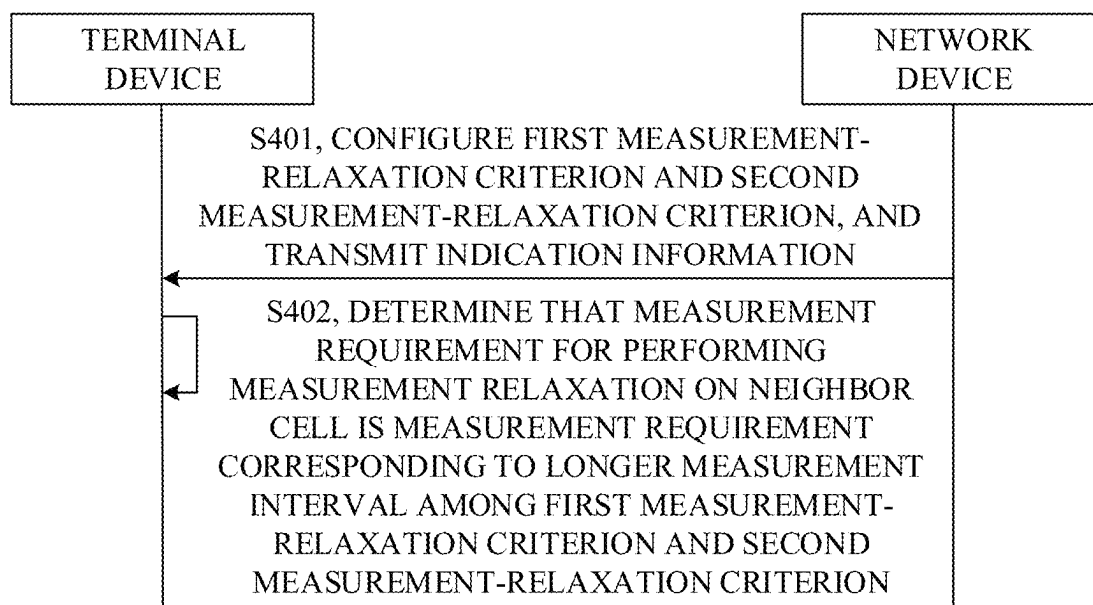 TERMINAL
DEVICE
NETWORK
DEVICE
S401, CONFIGURE FIRST MEASUREMENT-
RELAXATION CRITERION AND SECOND
MEASUREMENT-RELAXATION CRITERION, AND
TRANSMIT INDICATION INFORMATION
S402, DETERMINE THAT MEASUREMENT
REQUIREMENT FOR PERFORMING
MEASUREMENT RELAXATION ON NEIGHBOR
CELL IS MEASUREMENT REQUIREMENT
CORRESPONDING TO LONGER MEASUREMENT
INTERVAL AMONG FIRST MEASUREMENT-
RELAXATION CRITERION AND SECOND
MEASUREMENT-RELAXATION CRITERION